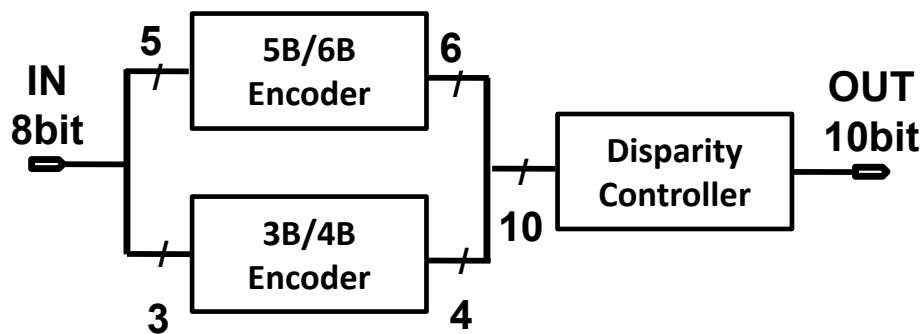 IN
8bit
5
5B/6B
Encoder
6
3
3B/4B
Encoder
4
10
Disparity
Controller
OUT
10bit